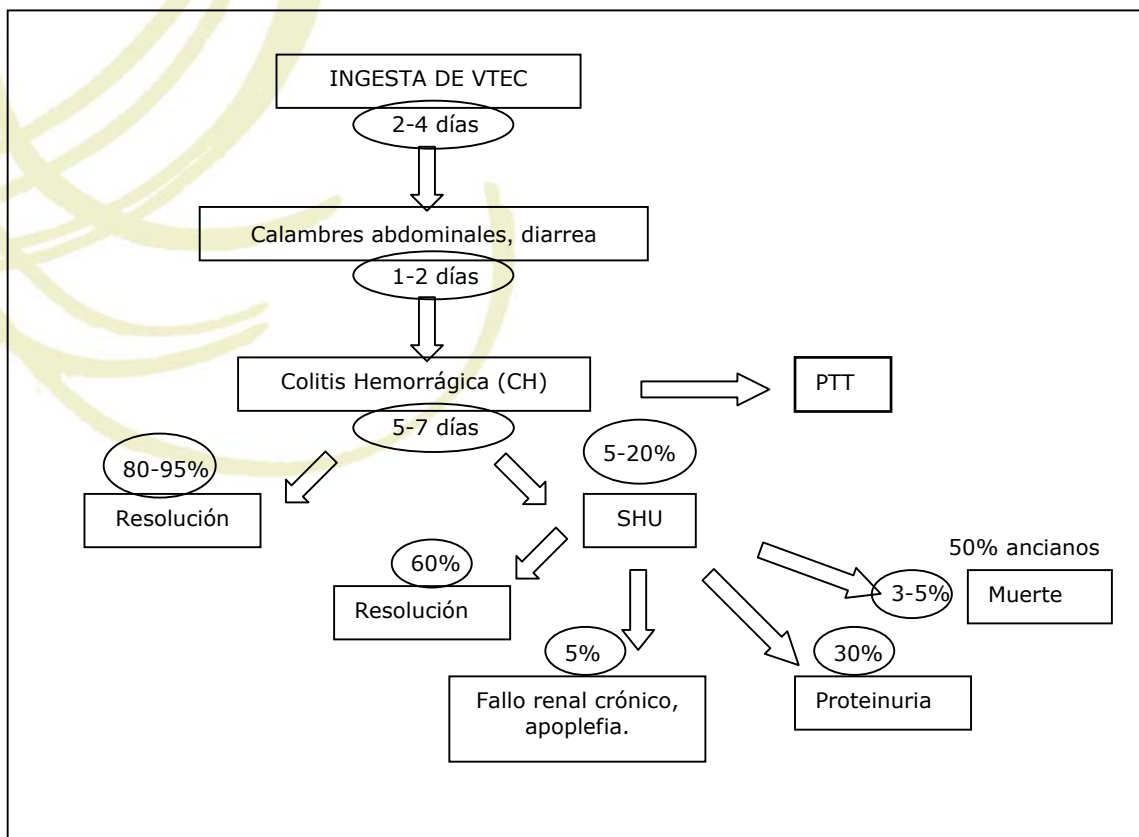 INGESTA DE VTEC
2-4 días
Calambres abdominales, diarrea
1-2 días
Colitis Hemorrágica (CH)
PTT
5-7 días
80-95%
5-20%
Resolución
SHU
50% ancianos
60%
3-5%
Muerte
Resolución
5%
30%
Fallo renal crónico,
apoplefia.
Proteinuria